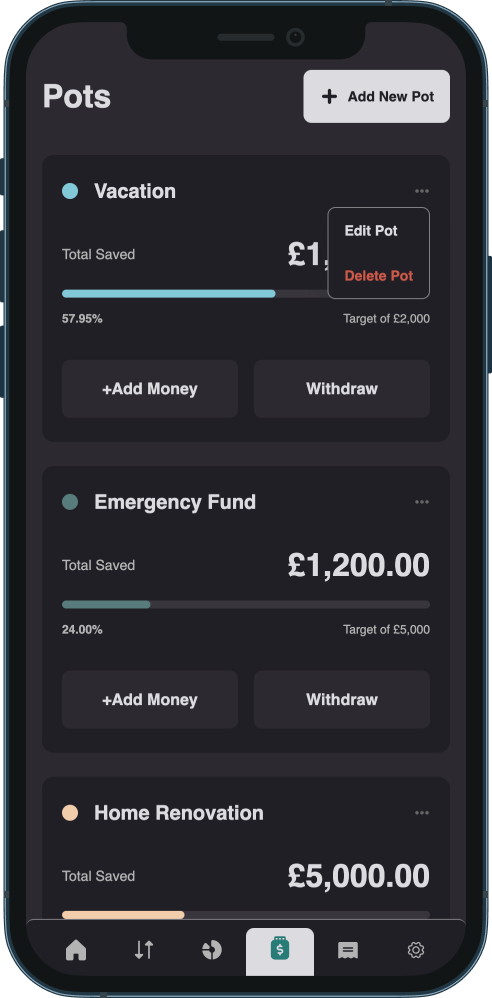 Pots
+ Add New Pot
Vacation
...
Edit Pot
Delete Pot
Total Saved
£1,
57.95%
Target of £2,000
+Add Money
Withdraw
Emergency Fund
...
Total Saved
£1,200.00
24.00%
Target of £5,000
+Add Money
Withdraw
Home Renovation
...
Total Saved
£5,000.00
$